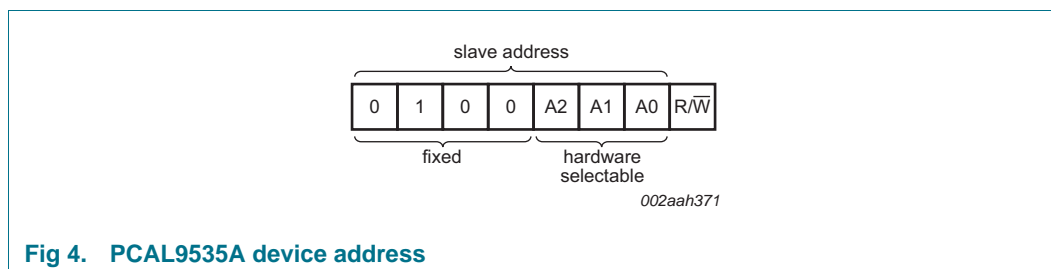 slave address
0 1 0 0 A2 A1 A0 R/W̅
fixed
hardware
selectable
002aah371
Fig 4. PCAL9535A device address